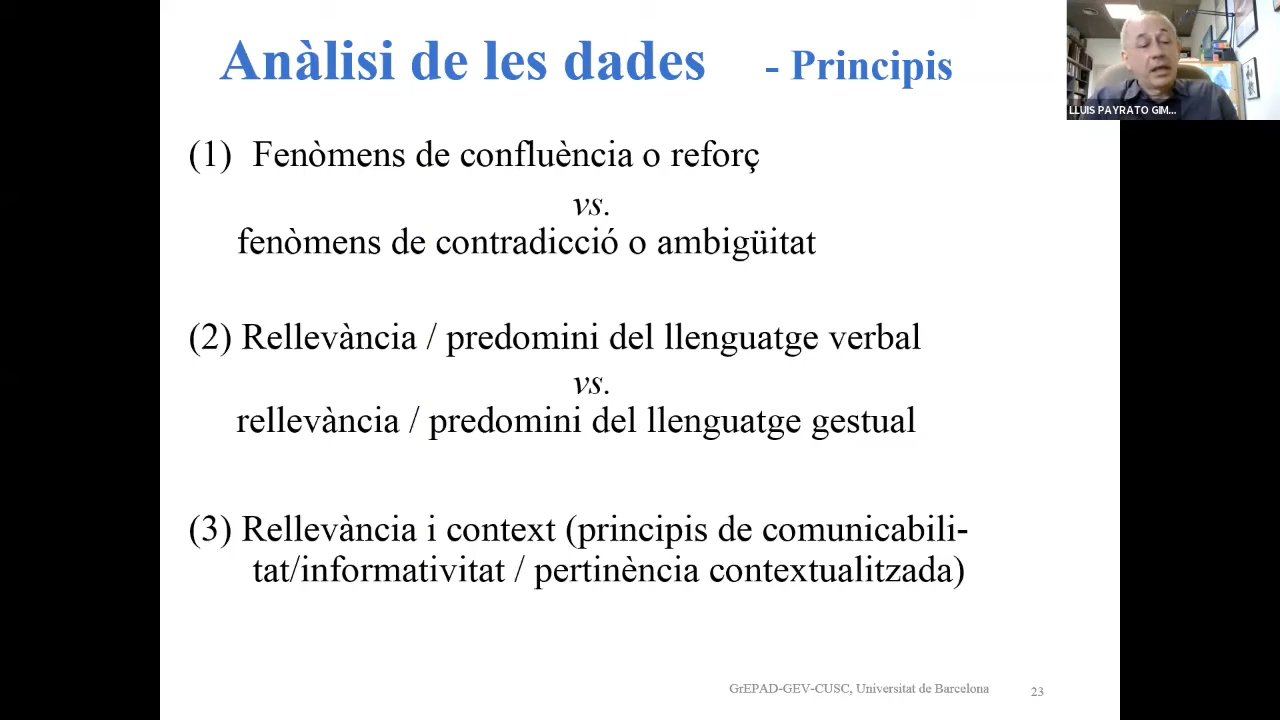 Anàlisi de les dades - Principis
LLUIS PAYRATO GIM...
(1) Fenòmens de confluència o reforç
vs.
fenòmens de contradicció o ambigüitat
(2) Rellevància / predomini del llenguatge verbal
vs.
rellevància / predomini del llenguatge gestual
(3) Rellevància i context (principis de comunicabili-
tat/informativitat / pertinència contextualitzada)
GrEPAD-GEV-CUSC, Universitat de Barcelona 23